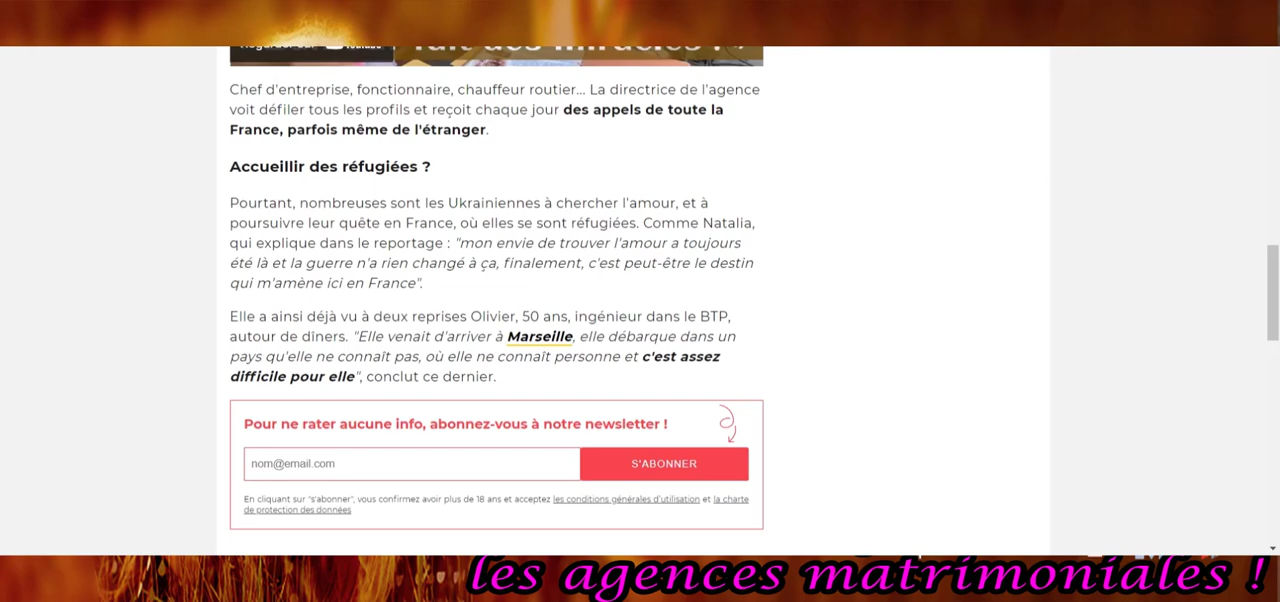 Chef d'entreprise, fonctionnaire, chauffeur routier... La directrice de l'agence
voit défiler tous les profils et reçoit chaque jour des appels de toute la
France, parfois même de l'étranger.
Accueillir des réfugiées ?
Pourtant, nombreuses sont les Ukrainiennes à chercher l'amour, et à
poursuivre leur quête en France, où elles se sont réfugiées. Comme Natalia,
qui explique dans le reportage : "mon envie de trouver l'amour a toujours
été là et la guerre n'a rien changé à ça, finalement, c'est peut-être le destin
qui m'amène ici en France".
Elle a ainsi déjà vu à deux reprises Olivier, 50 ans, ingénieur dans le BTP,
autour de dîners. "Elle venait d'arriver à Marseille, elle débarque dans un
pays qu'elle ne connaît pas, où elle ne connaît personne et c'est assez
difficile pour elle", conclut ce dernier.
Pour ne rater aucune info, abonnez-vous à notre newsletter !
nom@email.com
S'ABONNER
En cliquant sur "s'abonner", vous confirmez avoir plus de 18 ans et acceptez les conditions générales d'utilisation et la charte
de protection des données
les agences matrimoniales !